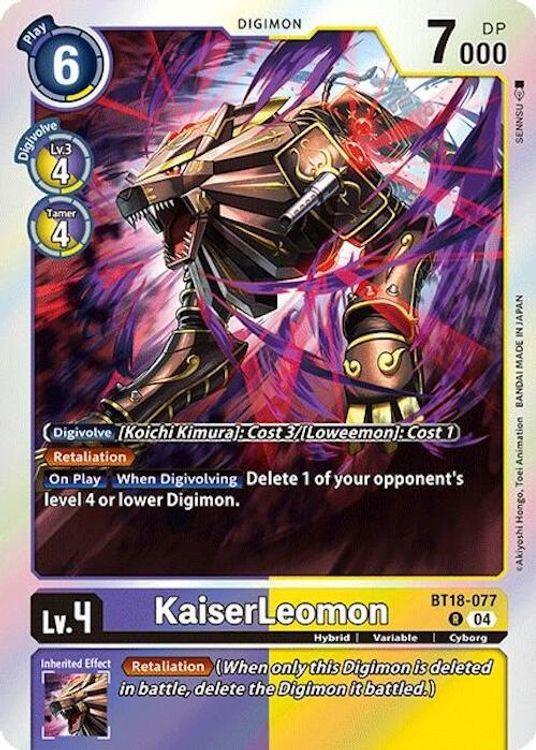 Play
6
DIGIMON
DP
7000
Digivolve
Lv.3
4
Tamer
4
SENNSU
BANDAI MADE IN JAPAN
©Akiyoshi Hongo, Toei Animation
Digivolve [Koichi Kimura]: Cost 3/[Loweemon]: Cost 1
Retaliation
On Play When Digivolving Delete 1 of your opponent's
level 4 or lower Digimon.
Lv.4
KaiserLeomon
BT18-077
R 04
Hybrid | Variable | Cyborg
Inherited Effect
Retaliation (When only this Digimon is deleted
in battle, delete the Digimon it battled.)